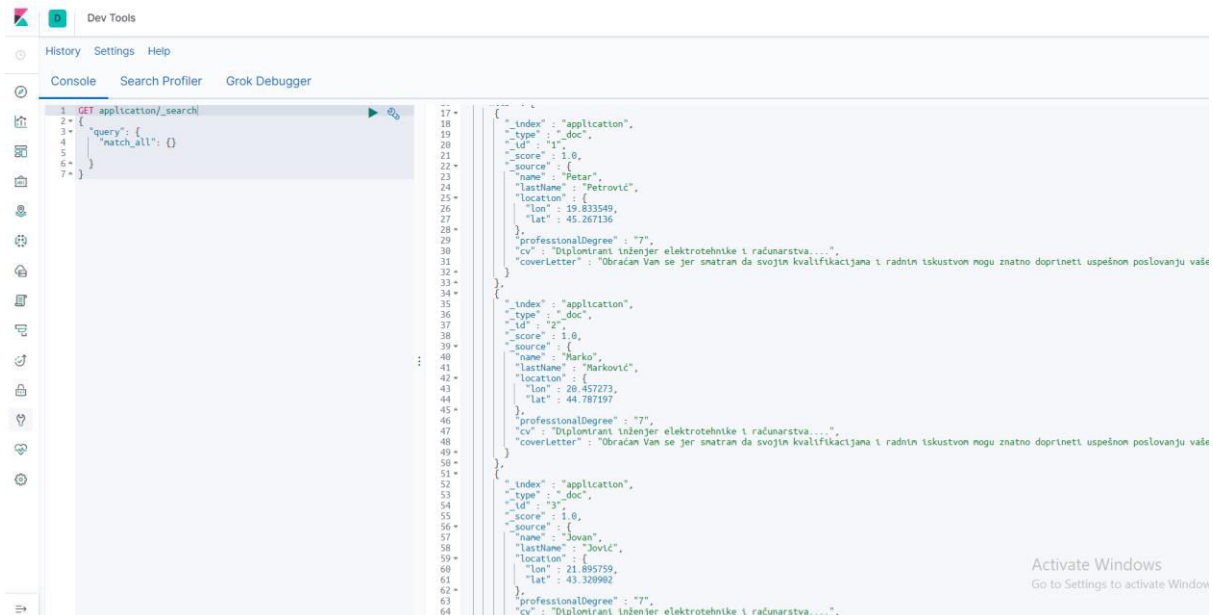 D Dev Tools
History Settings Help
Console Search Profiler Grok Debugger
1 GET application/_search
2 {
3 "query": {
4 "match_all": {}
5
6 }
7 }
17 {
18 "_index" : "application",
19 "_type" : "_doc",
20 "_id" : "1",
21 "_score" : 1.0,
22 "_source" : {
23 "name" : "Petar",
24 "lastName" : "Petrović",
25 "location" : {
26 "lon" : 19.833549,
27 "lat" : 45.267136
28 },
29 "professionalDegree" : "7",
30 "cv" : "Diplomirani inženjer elektrotehnike i računarstva....",
31 "coverLetter" : "Obraćam Vam se jer smatram da svojim kvalifikacijama i radnim iskustvom mogu znatno doprineti uspešnom poslovanju vaše
32 }
33 },
34 {
35 "_index" : "application",
36 "_type" : "_doc",
37 "_id" : "2",
38 "_score" : 1.0,
39 "_source" : {
40 "name" : "Marko",
41 "lastName" : "Marković",
42 "location" : {
43 "lon" : 20.457273,
44 "lat" : 44.787197
45 },
46 "professionalDegree" : "7",
47 "cv" : "Diplomirani inženjer elektrotehnike i računarstva....",
48 "coverLetter" : "Obraćam Vam se jer smatram da svojim kvalifikacijama i radnim iskustvom mogu znatno doprineti uspešnom poslovanju vaše
49 }
50 },
51 {
52 "_index" : "application",
53 "_type" : "_doc",
54 "_id" : "3",
55 "_score" : 1.0,
56 "_source" : {
57 "name" : "Jovan",
58 "lastName" : "Jović",
59 "location" : {
60 "lon" : 21.895759,
61 "lat" : 43.320902
62 },
63 "professionalDegree" : "7",
64 "cv" : "Diplomirani inženjer elektrotehnike i računarstva....",
Activate Windows
Go to Settings to activate Window